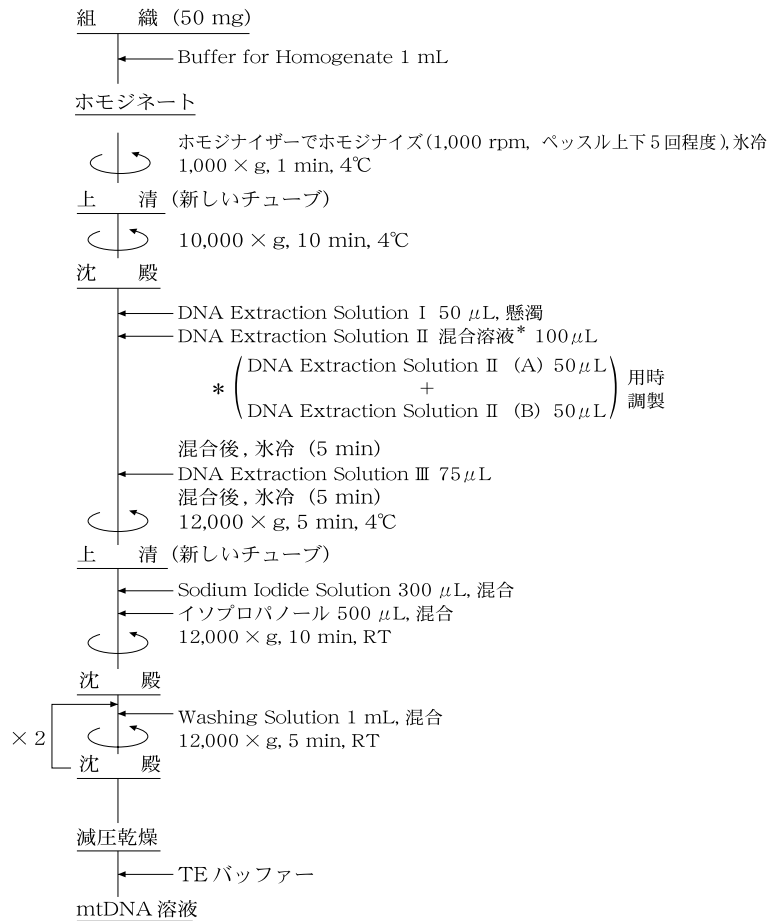 組 織 (50 mg)
Buffer for Homogenate 1 mL
ホモジネート
ホモジナイザーでホモジナイズ(1,000 rpm, ペッスル上下5回程度),氷冷
1,000 × g, 1 min, 4℃
上 清 (新しいチューブ)
10,000 × g, 10 min, 4℃
沈 殿
DNA Extraction Solution Ⅰ 50 μL, 懸濁
DNA Extraction Solution Ⅱ 混合溶液* 100μL
* (DNA Extraction Solution Ⅱ (A) 50μL
+
DNA Extraction Solution Ⅱ (B) 50μL) 用時調製
混合後, 氷冷 (5 min)
DNA Extraction Solution Ⅲ 75μL
混合後, 氷冷 (5 min)
12,000 × g, 5 min, 4℃
上 清 (新しいチューブ)
Sodium Iodide Solution 300 μL, 混合
イソプロパノール 500 μL, 混合
12,000 × g, 10 min, RT
沈 殿
Washing Solution 1 mL, 混合
12,000 × g, 5 min, RT
× 2
沈 殿
減圧乾燥
TE バッファー
mtDNA 溶液